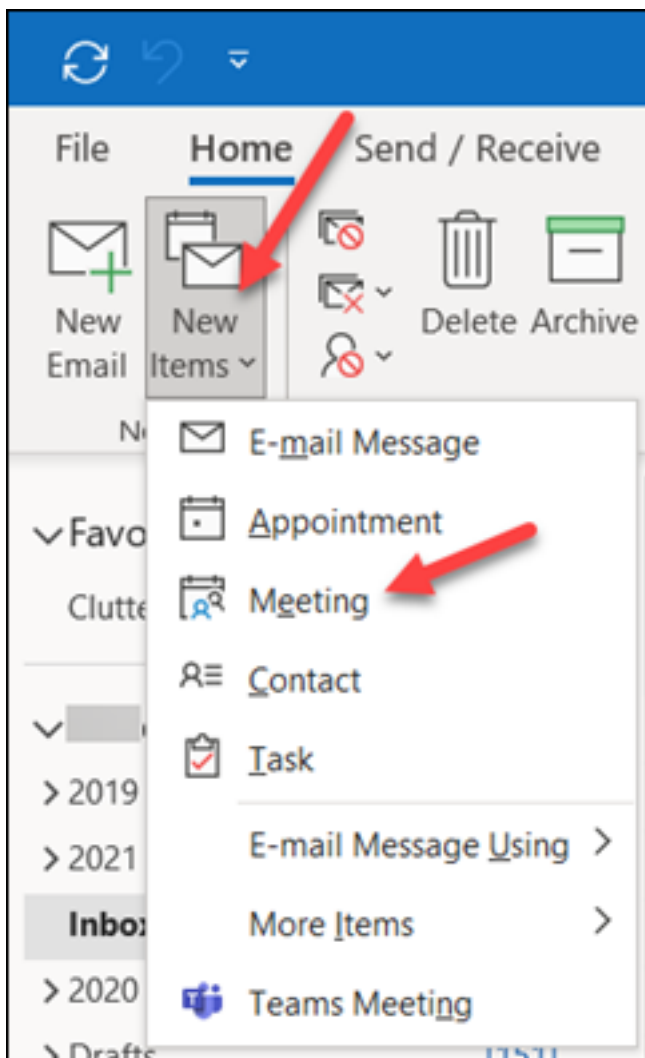 File Home Send / Receive
New Email
New Items
Delete Archive
E-mail Message
Appointment
Meeting
Contact
Task
E-mail Message Using
More Items
Teams Meeting
2019
2021
2020